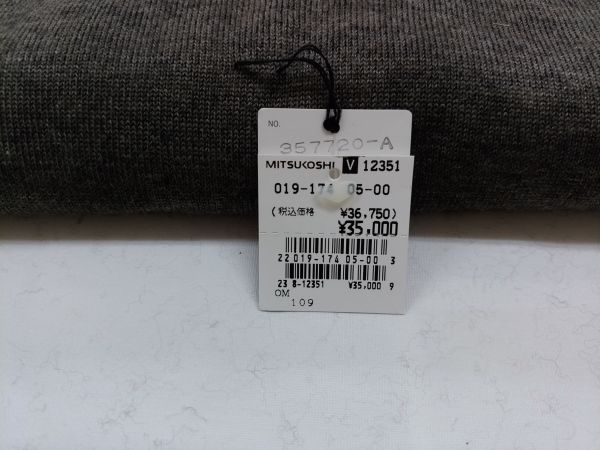 NO.
357720-A
MITSUKOSHI V 12351
019-174 05-00
(税込価格 ¥36,750)
¥35,000
22019-174 05-00 3
23 8-12351 ¥35,000 9
OM
109